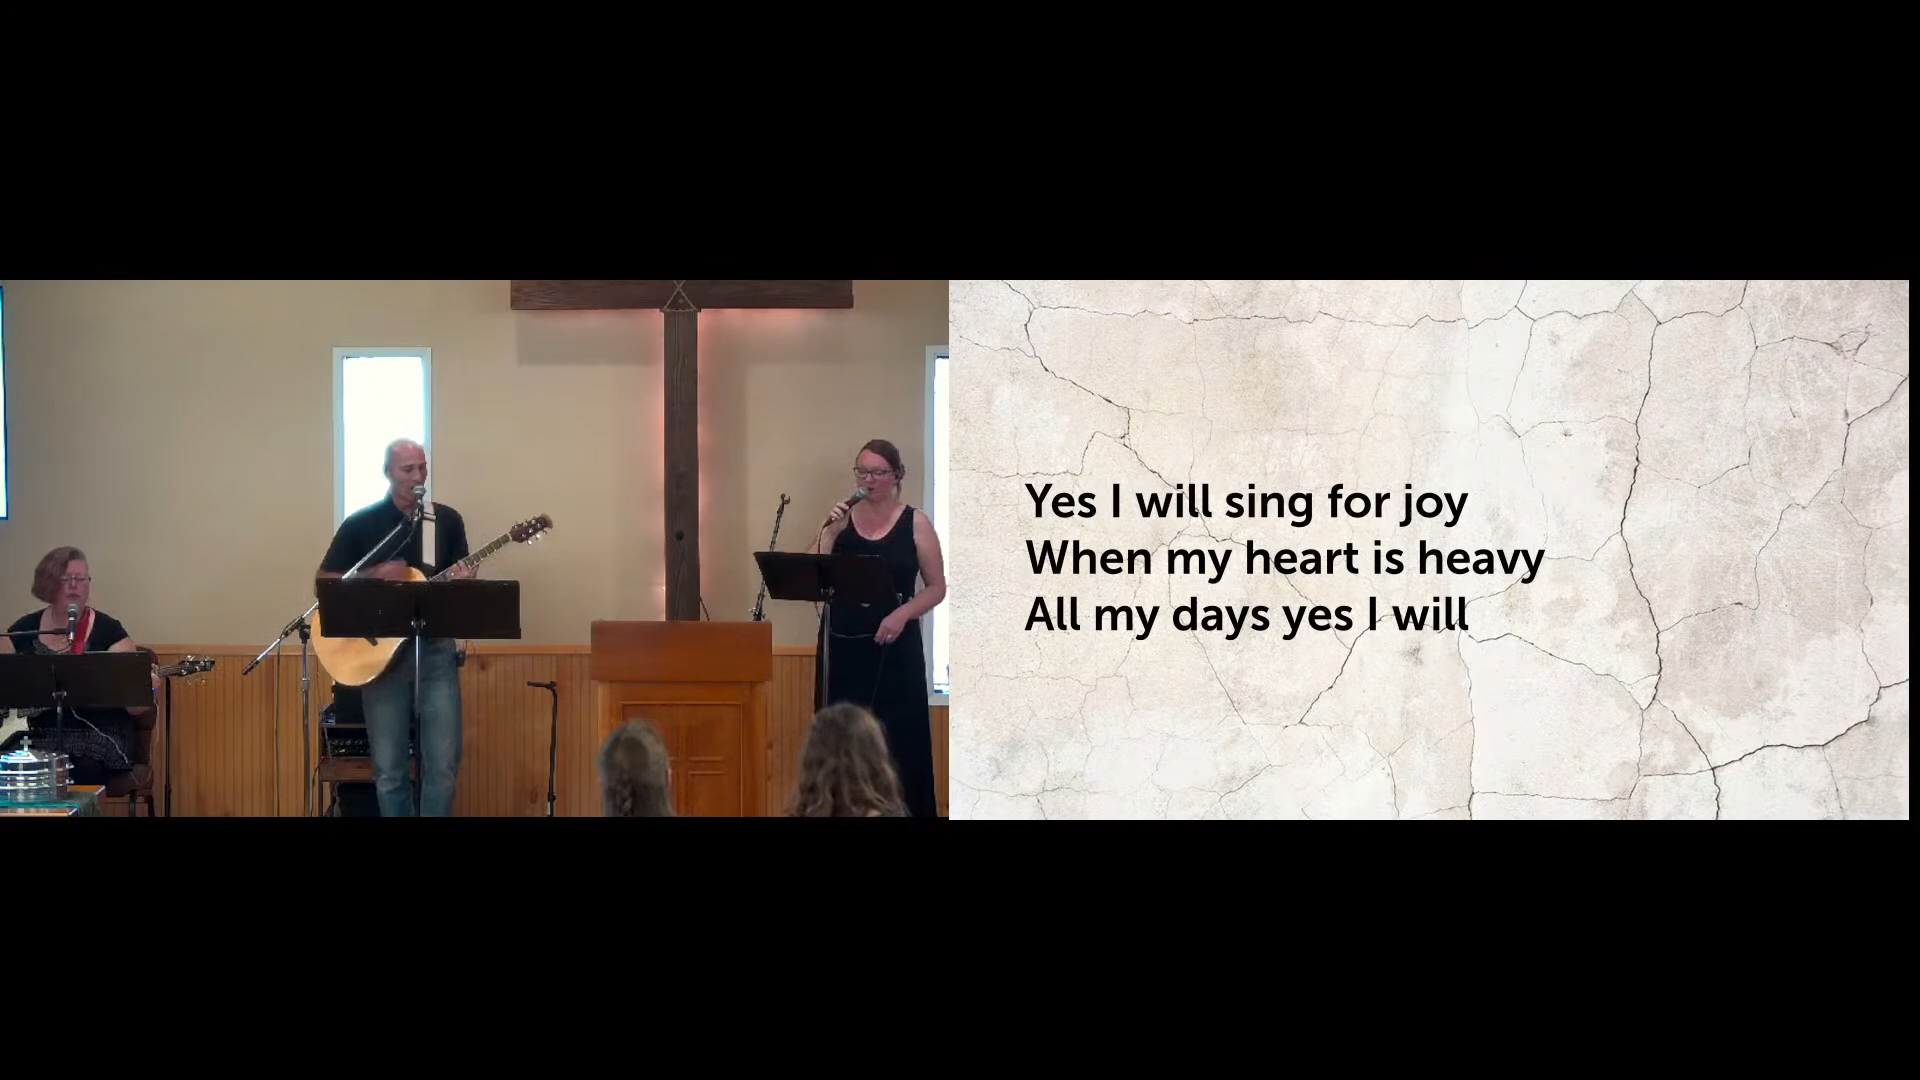 Yes I will sing for joy
When my heart is heavy
All my days yes I will